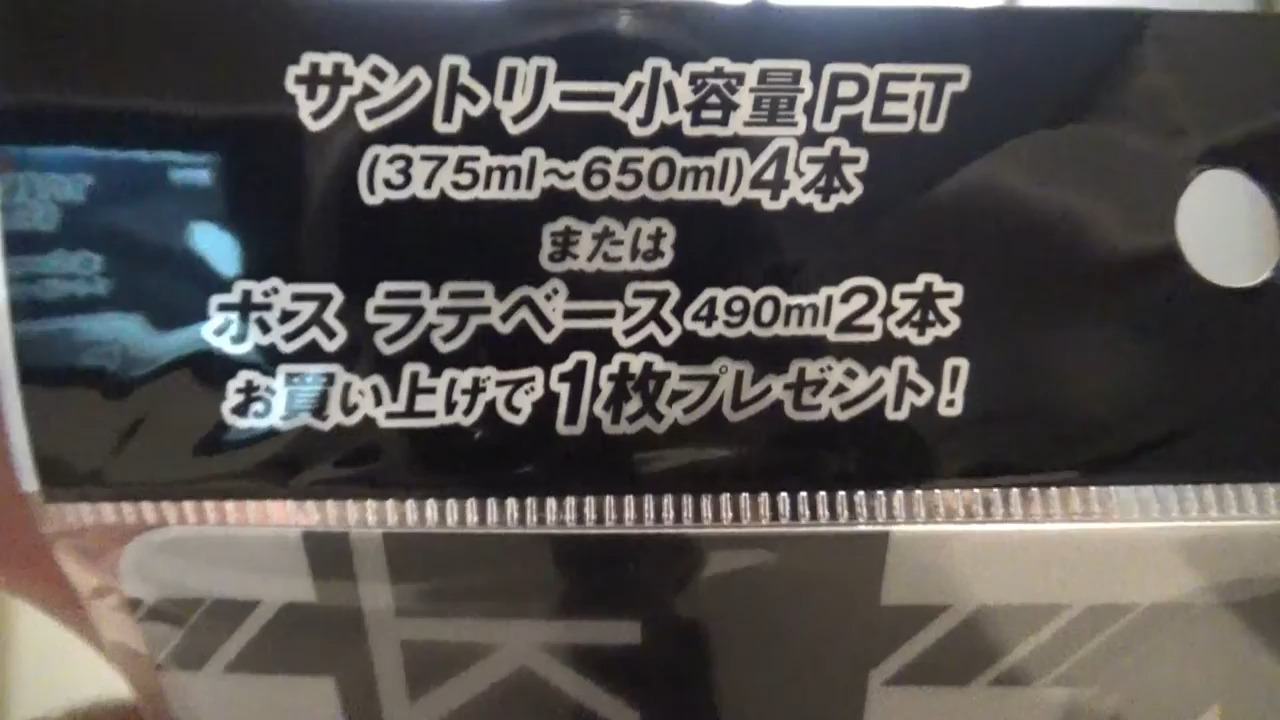 サントリー小容量PET
(375ml～650ml)4本
または
ボス ラテベース490ml2本
お買い上げで1枚プレゼント!